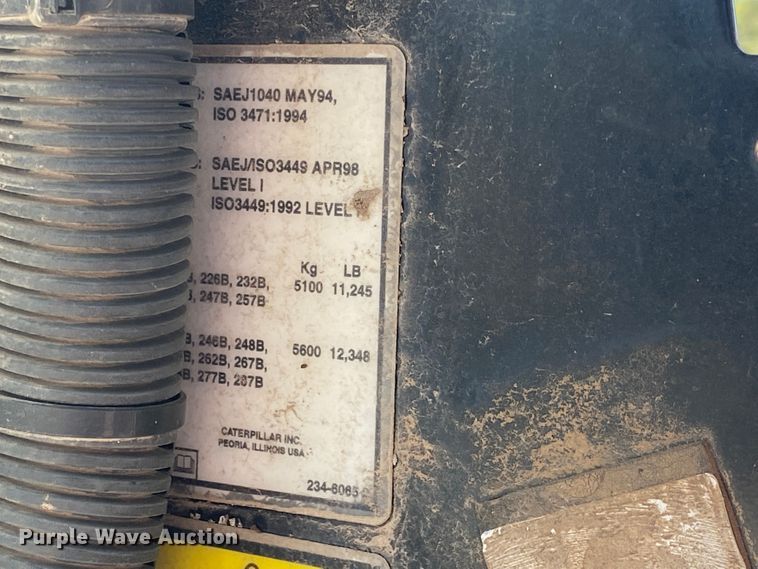 : SAEJ1040 MAY94,
ISO 3471:1994
: SAEJ/ISO3449 APR98
LEVEL I
ISO3449:1992 LEVEL
Kg LB
, 226B, 232B, 5100 11,245
, 247B, 257B
B, 246B, 248B, 5600 12,348
B, 262B, 267B,
B, 277B, 287B
CATERPILLAR INC.
PEORIA, ILLINOIS USA
234-6065
Purple Wave Auction